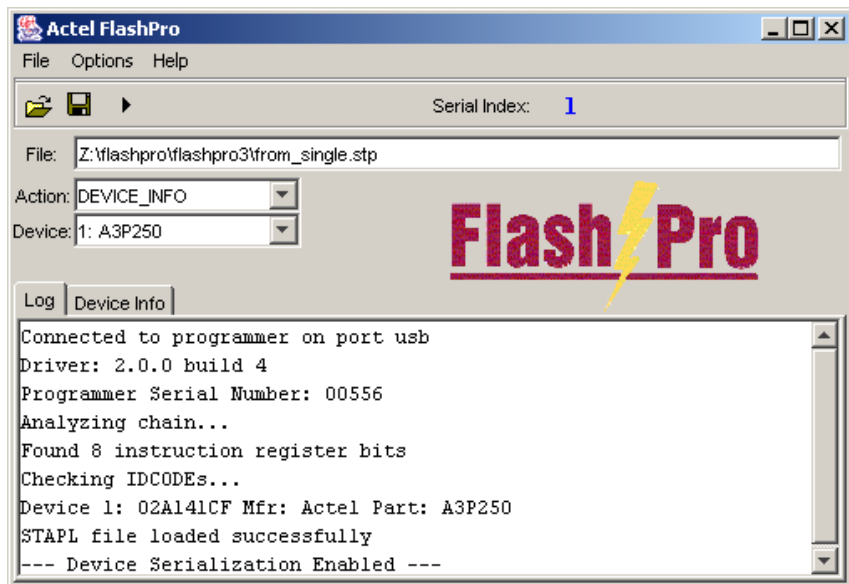 Actel FlashPro
File Options Help
Serial Index: 1
File: Z:\flashpro\flashpro3\from_single.stp
Action: DEVICE_INFO
Device: 1: A3P250
Flash Pro
Log Device Info
Connected to programmer on port usb
Driver: 2.0.0 build 4
Programmer Serial Number: 00556
Analyzing chain...
Found 8 instruction register bits
Checking IDCODEs...
Device 1: 02A141CF Mfr: Actel Part: A3P250
STAPL file loaded successfully
--- Device Serialization Enabled ---